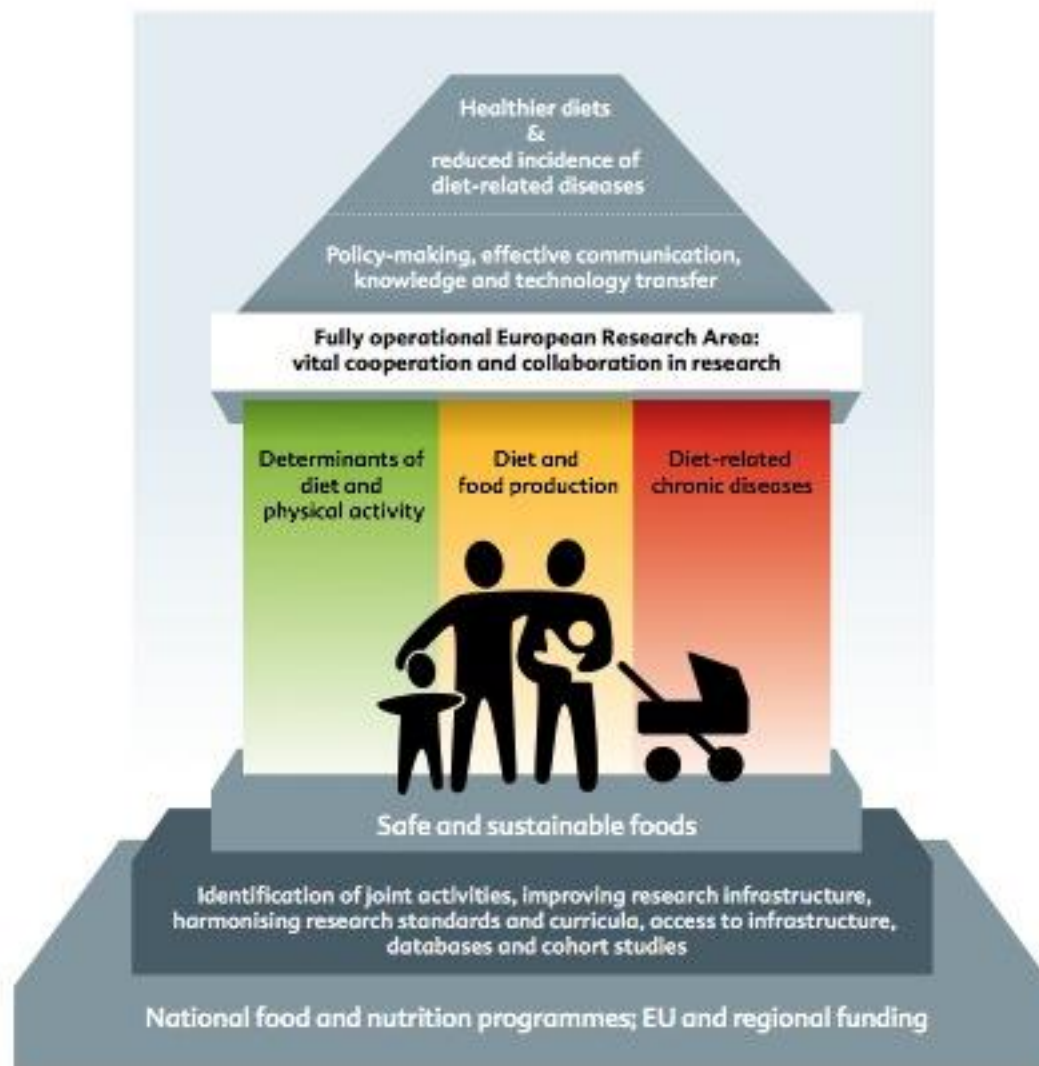 Healthier diets
&
reduced incidence of
diet-related diseases
Policy-making, effective communication,
knowledge and technology transfer
Fully operational European Research Area:
vital cooperation and collaboration in research
Determinants of
diet and
physical activity
Diet and
food production
Diet-related
chronic diseases
Safe and sustainable foods
Identification of joint activities, improving research infrastructure,
harmonising research standards and curricula, access to infrastructure,
databases and cohort studies
National food and nutrition programmes; EU and regional funding